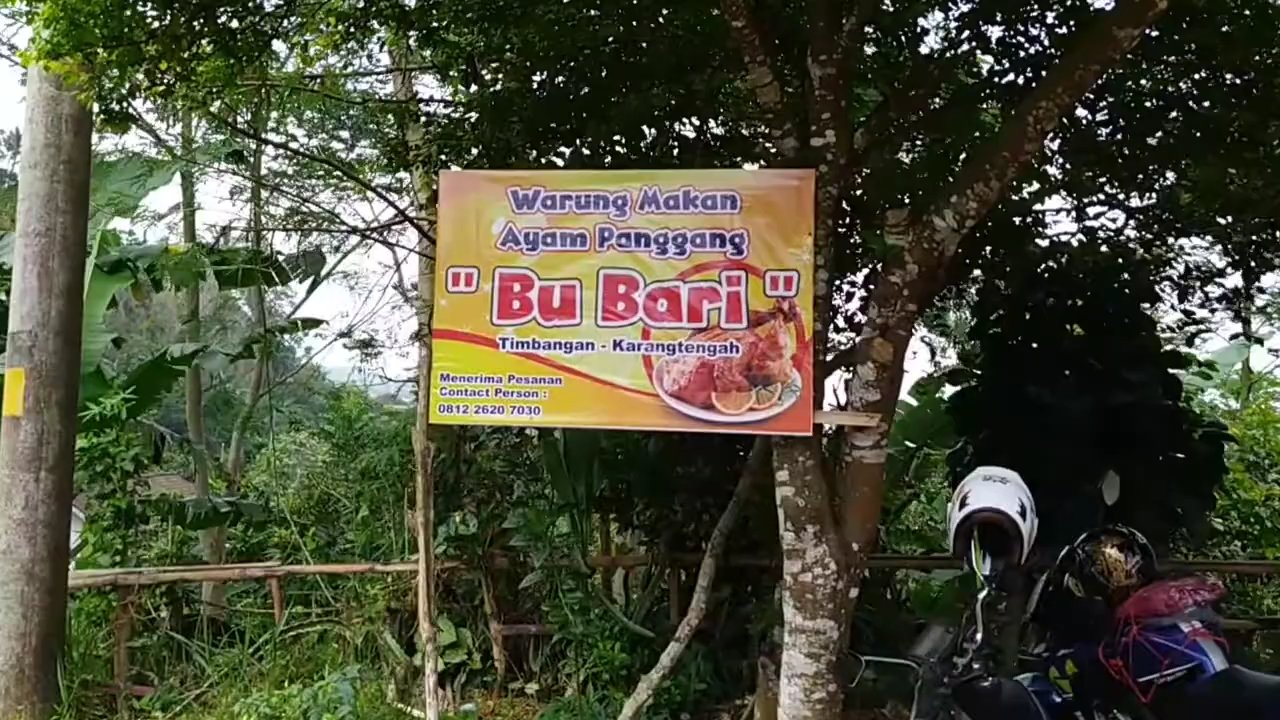 Warung Makan
Ayam Panggang
" Bu Bari "
Timbangan - Karangtengah
Menerima Pesanan
Contact Person :
0812 2620 7030